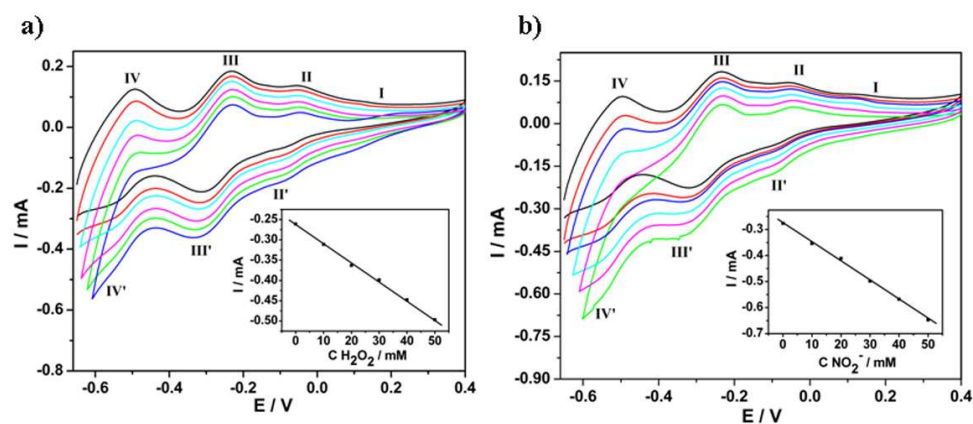 a)
I / mA
0.2
0.0
-0.2
-0.4
-0.6
-0.8
-0.6
-0.4
-0.2
0.0
0.2
0.4
E / V
IV
III
II
I
II'
III'
IV'
I / mA
-0.25
-0.30
-0.35
-0.40
-0.45
-0.50
0 10 20 30 40 50
C H₂O₂ / mM
b)
I / mA
0.15
0.00
-0.15
-0.30
-0.45
-0.60
-0.75
-0.90
-0.6
-0.4
-0.2
0.0
0.2
0.4
E / V
IV
III
II
I
II'
III'
IV'
I / mA
-0.3
-0.4
-0.5
-0.6
-0.7
0 10 20 30 40 50
C NO₂⁻ / mM